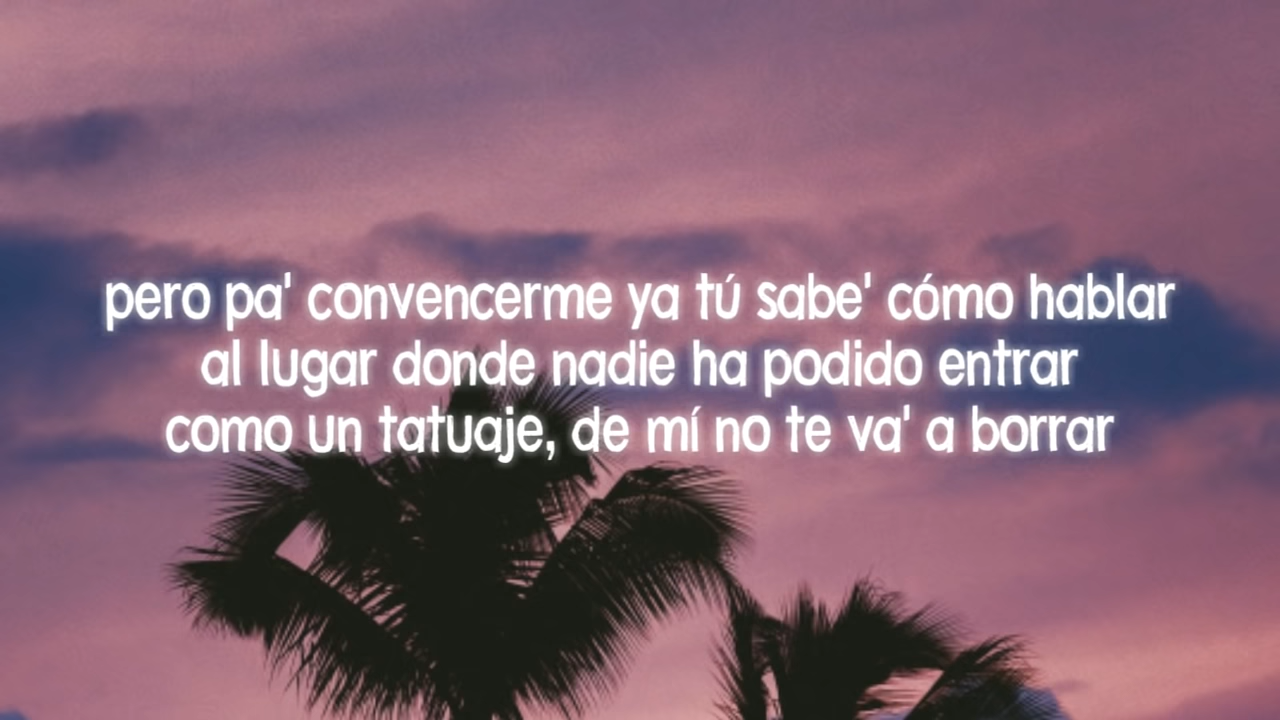 pero pa' convencerme ya tú sabe' cómo hablar
al lugar donde nadie ha podido entrar
como un tatuaje, de mí no te va' a borrar